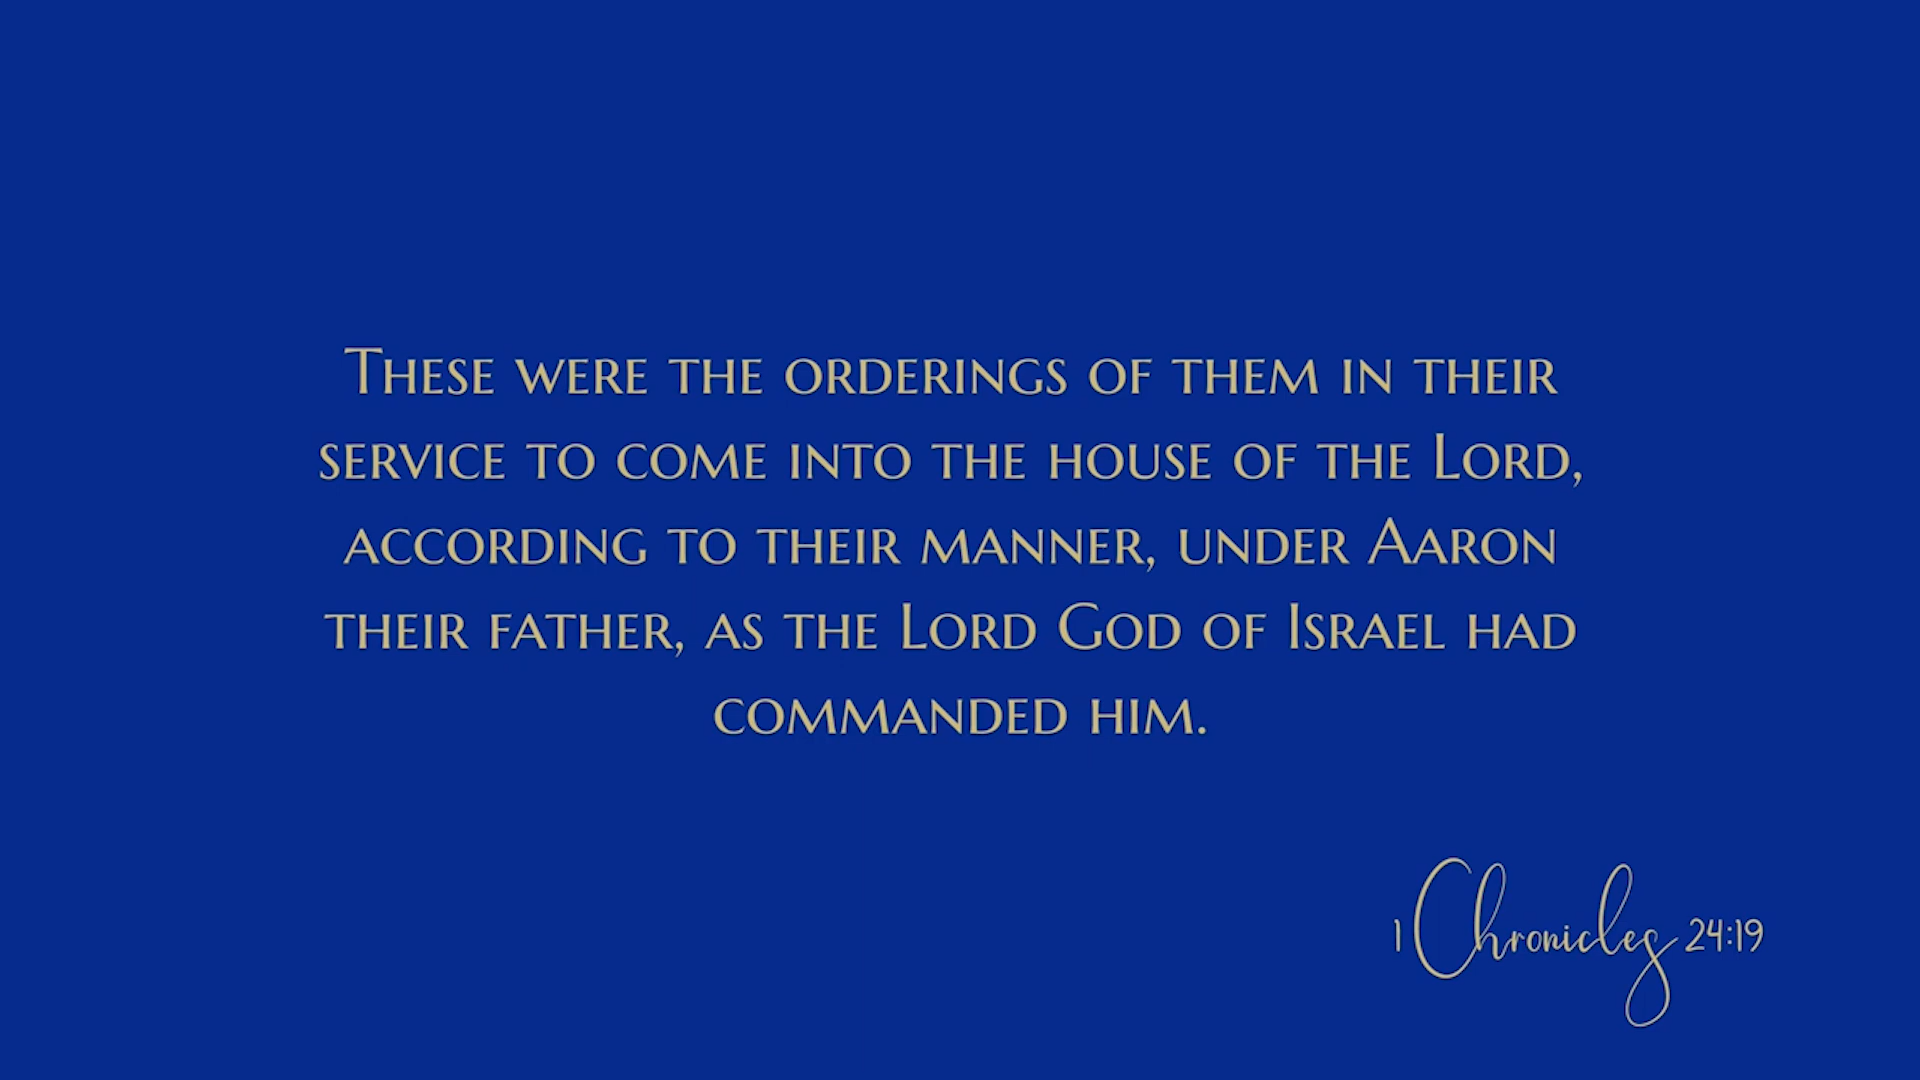 These were the orderings of them in their
service to come into the house of the Lord,
according to their manner, under Aaron
their father, as the Lord God of Israel had
commanded him.
1 Chronicles 24:19